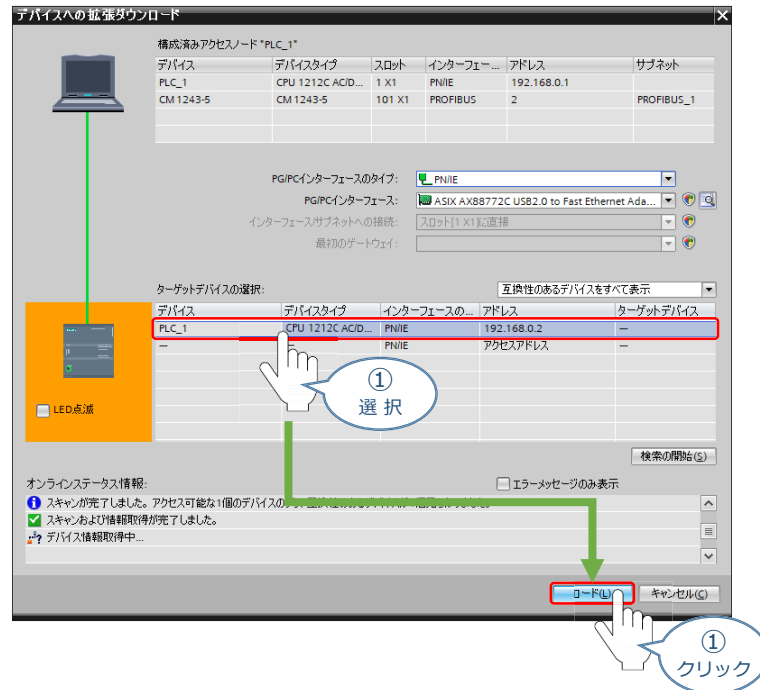 デバイスへの拡張ダウンロード
構成済みアクセスノード "PLC_1"
デバイス デバイスタイプ スロット インターフェー... アドレス サブネット
PLC_1 CPU 1212C AC/D... 1 X1 PN/IE 192.168.0.1
CM 1243-5 CM 1243-5 101 X1 PROFIBUS 2 PROFIBUS_1
PG/PCインターフェースのタイプ: PN/IE
PG/PCインターフェース: ASIX AX88772C USB2.0 to Fast Ethernet Ada...
インターフェース/サブネットへの接続: スロット[1 X1]に直接
最初のゲートウェイ:
ターゲットデバイスの選択: 互換性のあるデバイスをすべて表示
デバイス デバイスタイプ インターフェースの... アドレス ターゲットデバイス
PLC_1 CPU 1212C AC/D... PN/IE 192.168.0.2 —
— — PN/IE アクセスアドレス —
①
選 択
LED点滅
検索の開始(S)
オンラインステータス情報: エラーメッセージのみ表示
スキャンが完了しました。アクセス可能な1個のデバイスの
スキャンおよび情報取得が完了しました。
デバイス情報取得中...
ロード(L) キャンセル(C)
①
クリック